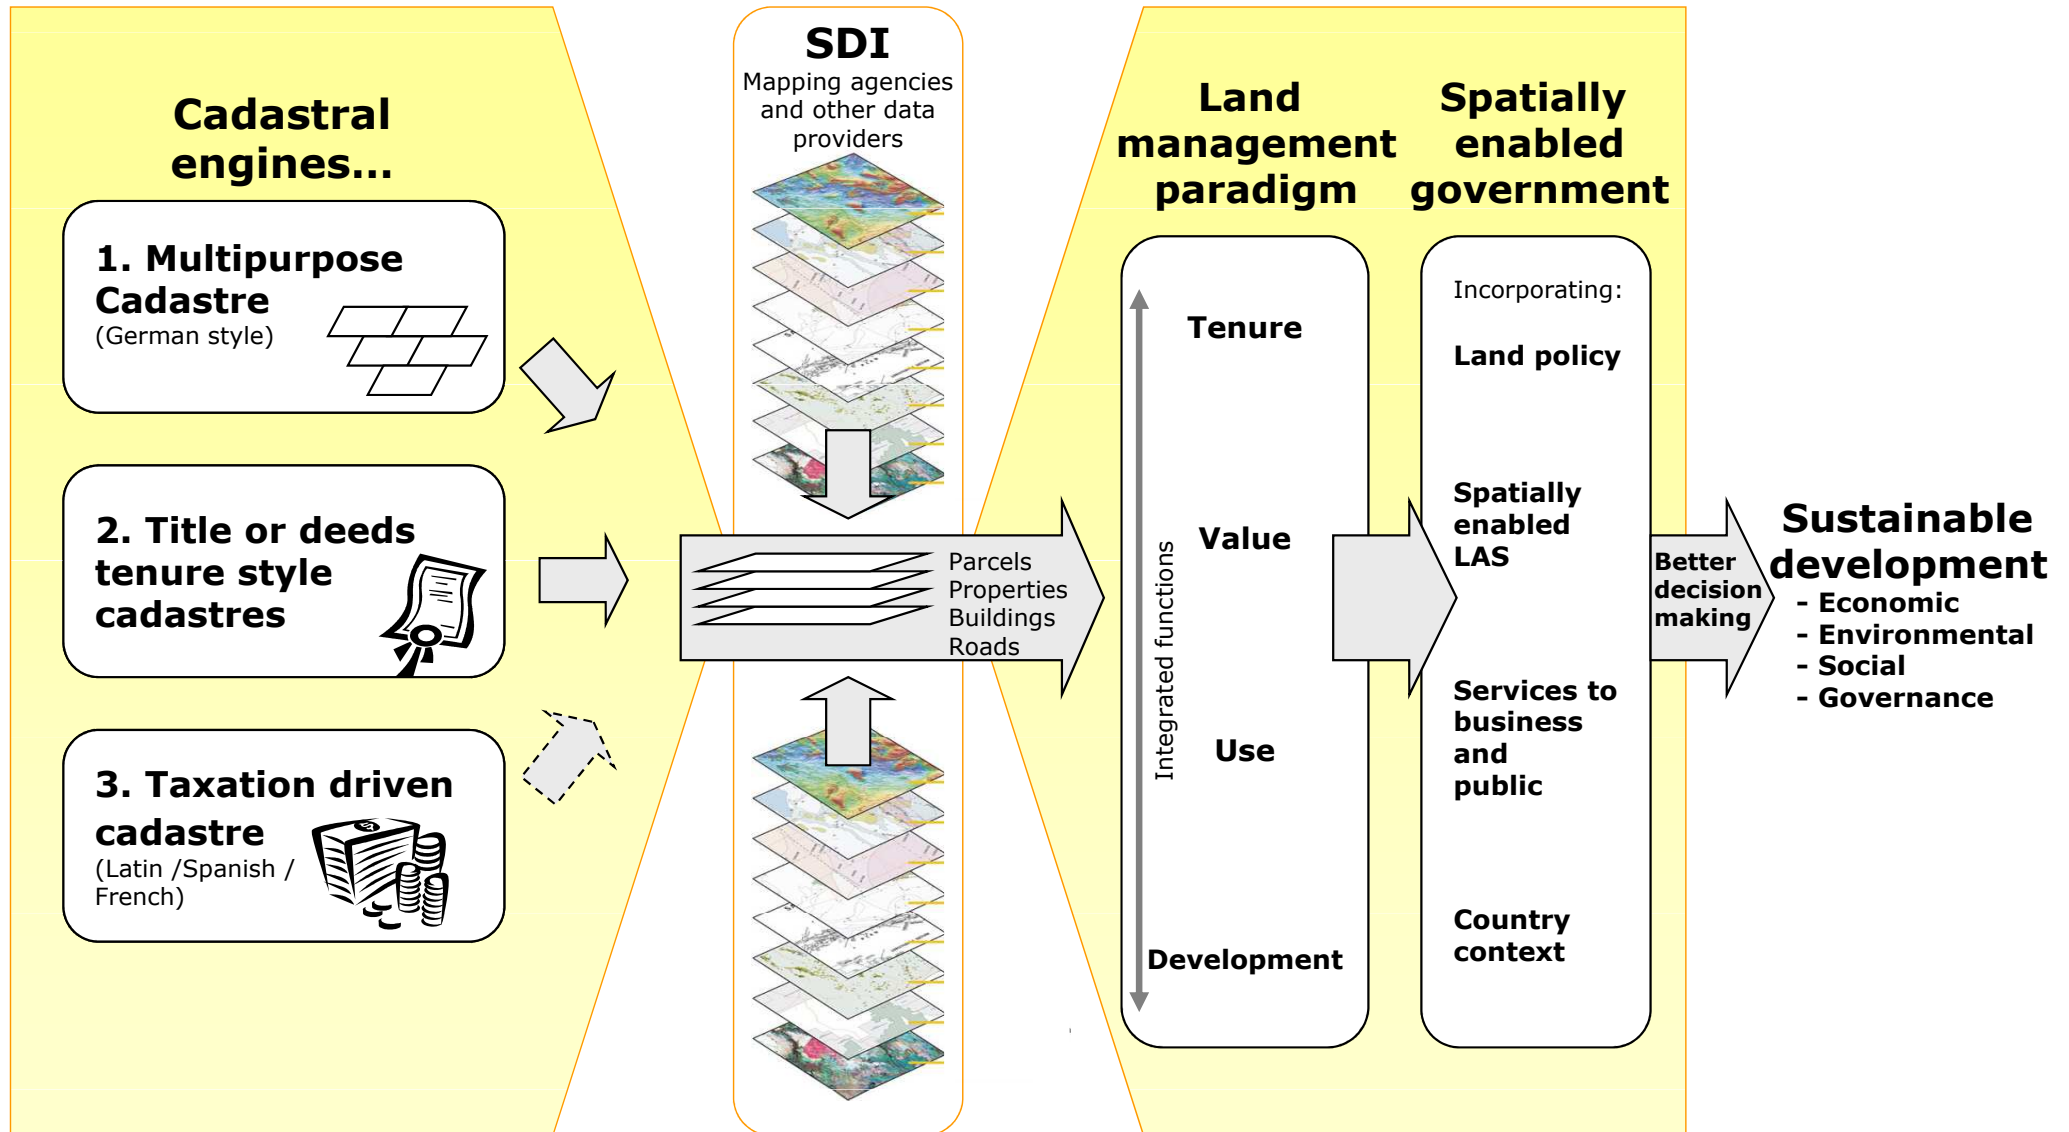 Cadastral
engines...
1. Multipurpose
Cadastre
(German style)
2. Title or deeds
tenure style
cadastres
3. Taxation driven
cadastre
(Latin /Spanish /
French)
SDI
Mapping agencies
and other data
providers
Parcels
Properties
Buildings
Roads
Land
management
paradigm
Integrated functions
Tenure
Value
Use
Development
Spatially
enabled
government
Incorporating:
Land policy
Spatially
enabled
LAS
Services to
business
and
public
Country
context
Better
decision
making
Sustainable
development
- Economic
- Environmental
- Social
- Governance